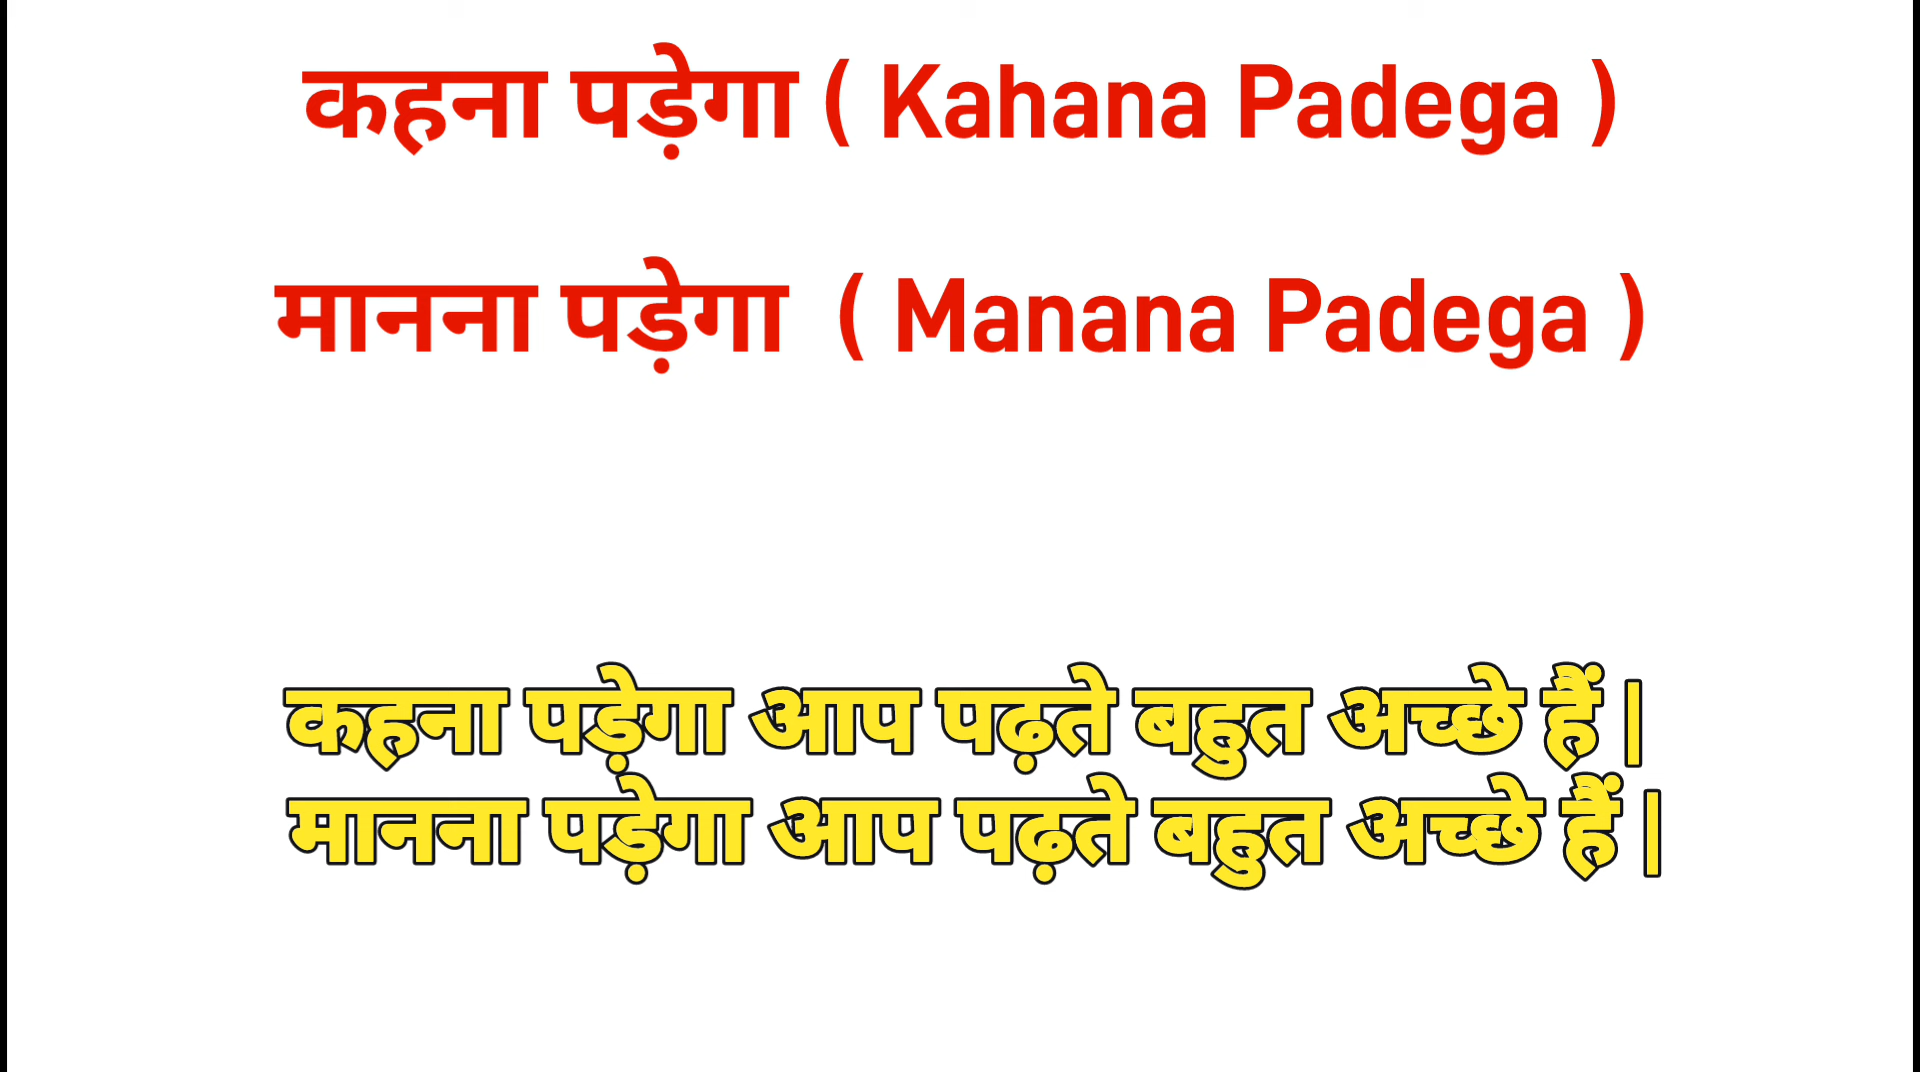 कहना पड़ेगा ( Kahana Padega )
मानना पड़ेगा ( Manana Padega )
कहना पड़ेगा आप पढ़ते बहुत अच्छे हैं |
मानना पड़ेगा आप पढ़ते बहुत अच्छे हैं |